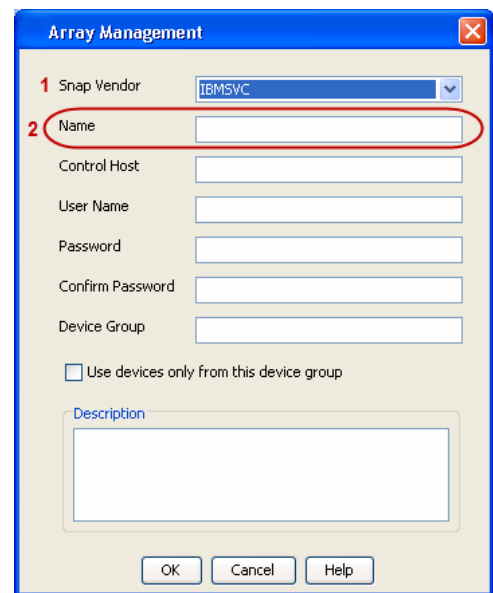 Array Management
1 Snap Vendor IBMSVC
2 Name
Control Host
User Name
Password
Confirm Password
Device Group
Use devices only from this device group
Description
OK Cancel Help